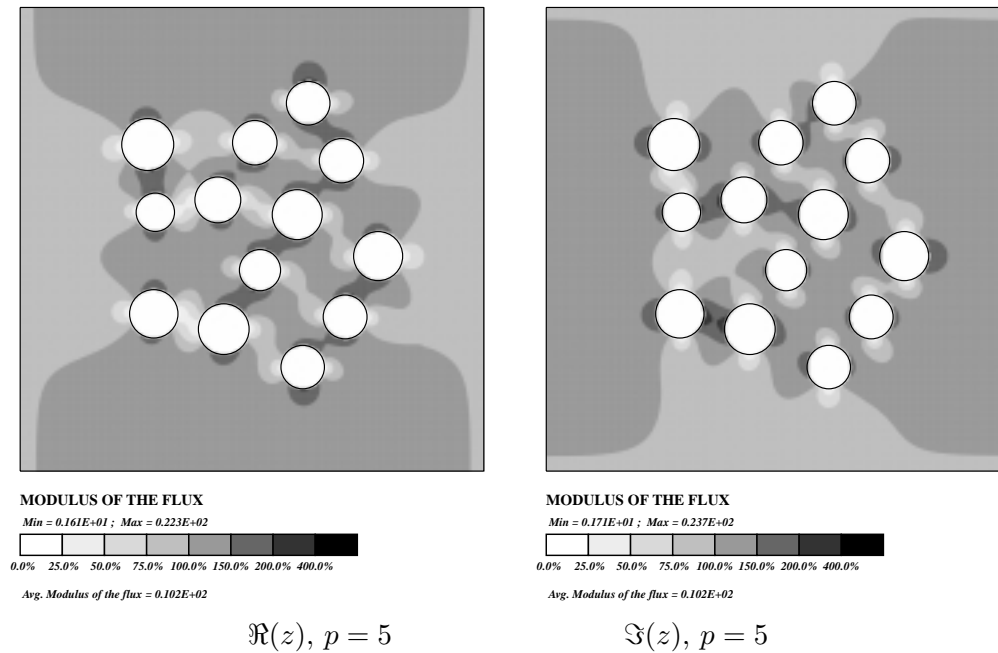 MODULUS OF THE FLUX
Min = 0.161E+01 ; Max = 0.223E+02
0.0% 25.0% 50.0% 75.0% 100.0% 150.0% 200.0% 400.0%
Avg. Modulus of the flux = 0.102E+02
ℜ(z), p = 5
MODULUS OF THE FLUX
Min = 0.171E+01 ; Max = 0.237E+02
0.0% 25.0% 50.0% 75.0% 100.0% 150.0% 200.0% 400.0%
Avg. Modulus of the flux = 0.102E+02
ℑ(z), p = 5